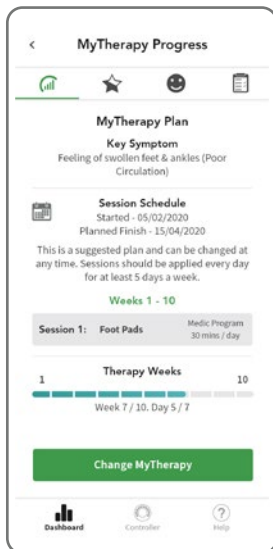 MyTherapy Progress
MyTherapy Plan
Key Symptom
Feeling of swollen feet & ankles (Poor
Circulation)
Session Schedule
Started - 05/02/2020
Planned Finish - 15/04/2020
This is a suggested plan and can be changed at
any time. Sessions should be applied every day
for at least 5 days a week.
Weeks 1 - 10
Session 1: Foot Pads Medic Program
30 mins / day
Therapy Weeks
1 10
Week 7 / 10. Day 5 / 7
Change MyTherapy
Dashboard Controller Help